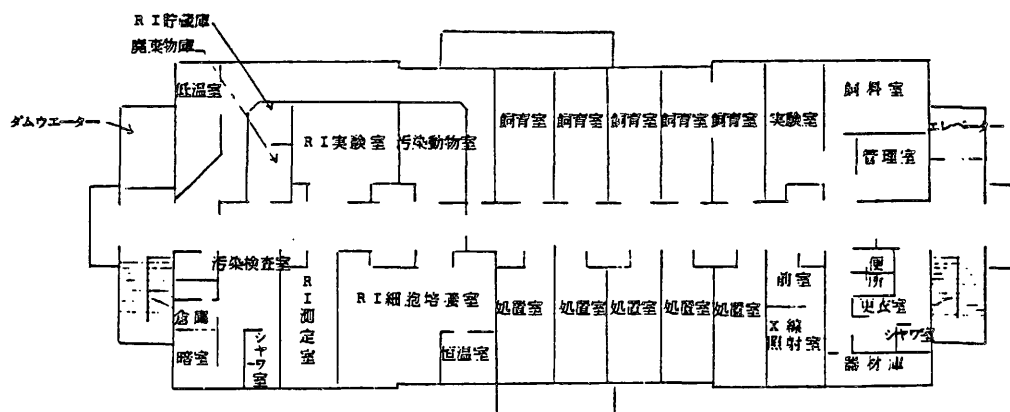 RI貯蔵庫
廃棄物庫
低温室
ダムウエーター
RI実験室
汚染動物室
飼育室
飼育室
飼育室
飼育室
飼育室
実験室
飼料室
エレベーター
管理室
汚染検査室
倉庫
暗室
シャワ室
RI測定室
RI細胞培養室
恒温室
処置室
処置室
処置室
処置室
処置室
前室
X線
照射室
便所
更衣室
シャワ室
器材庫